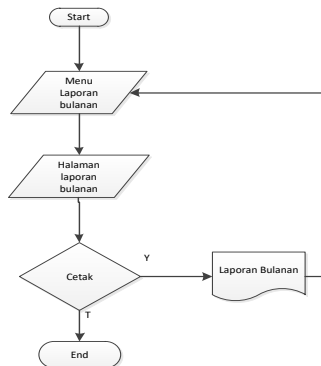 Start
Menu
Laporan
bulanan
Halaman
laporan
bulanan
Cetak
Y
Laporan Bulanan
T
End